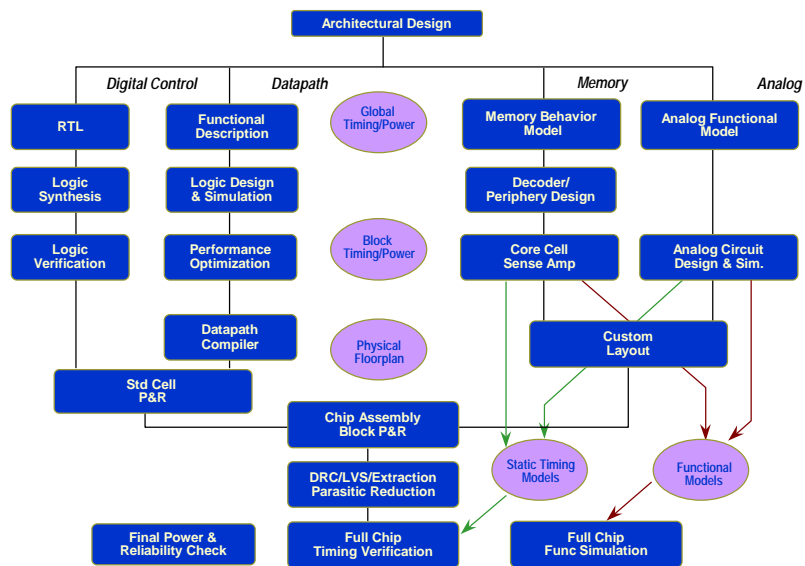 Architectural Design
Digital Control
Datapath
Memory
Analog
RTL
Functional
Description
Global
Timing/Power
Memory Behavior
Model
Analog Functional
Model
Logic
Synthesis
Logic Design
& Simulation
Decoder/
Periphery Design
Logic
Verification
Performance
Optimization
Block
Timing/Power
Core Cell
Sense Amp
Analog Circuit
Design & Sim.
Datapath
Compiler
Physical
Floorplan
Custom
Layout
Std Cell
P&R
Chip Assembly
Block P&R
DRC/LVS/Extraction
Parasitic Reduction
Static Timing
Models
Functional
Models
Final Power &
Reliability Check
Full Chip
Timing Verification
Full Chip
Func Simulation